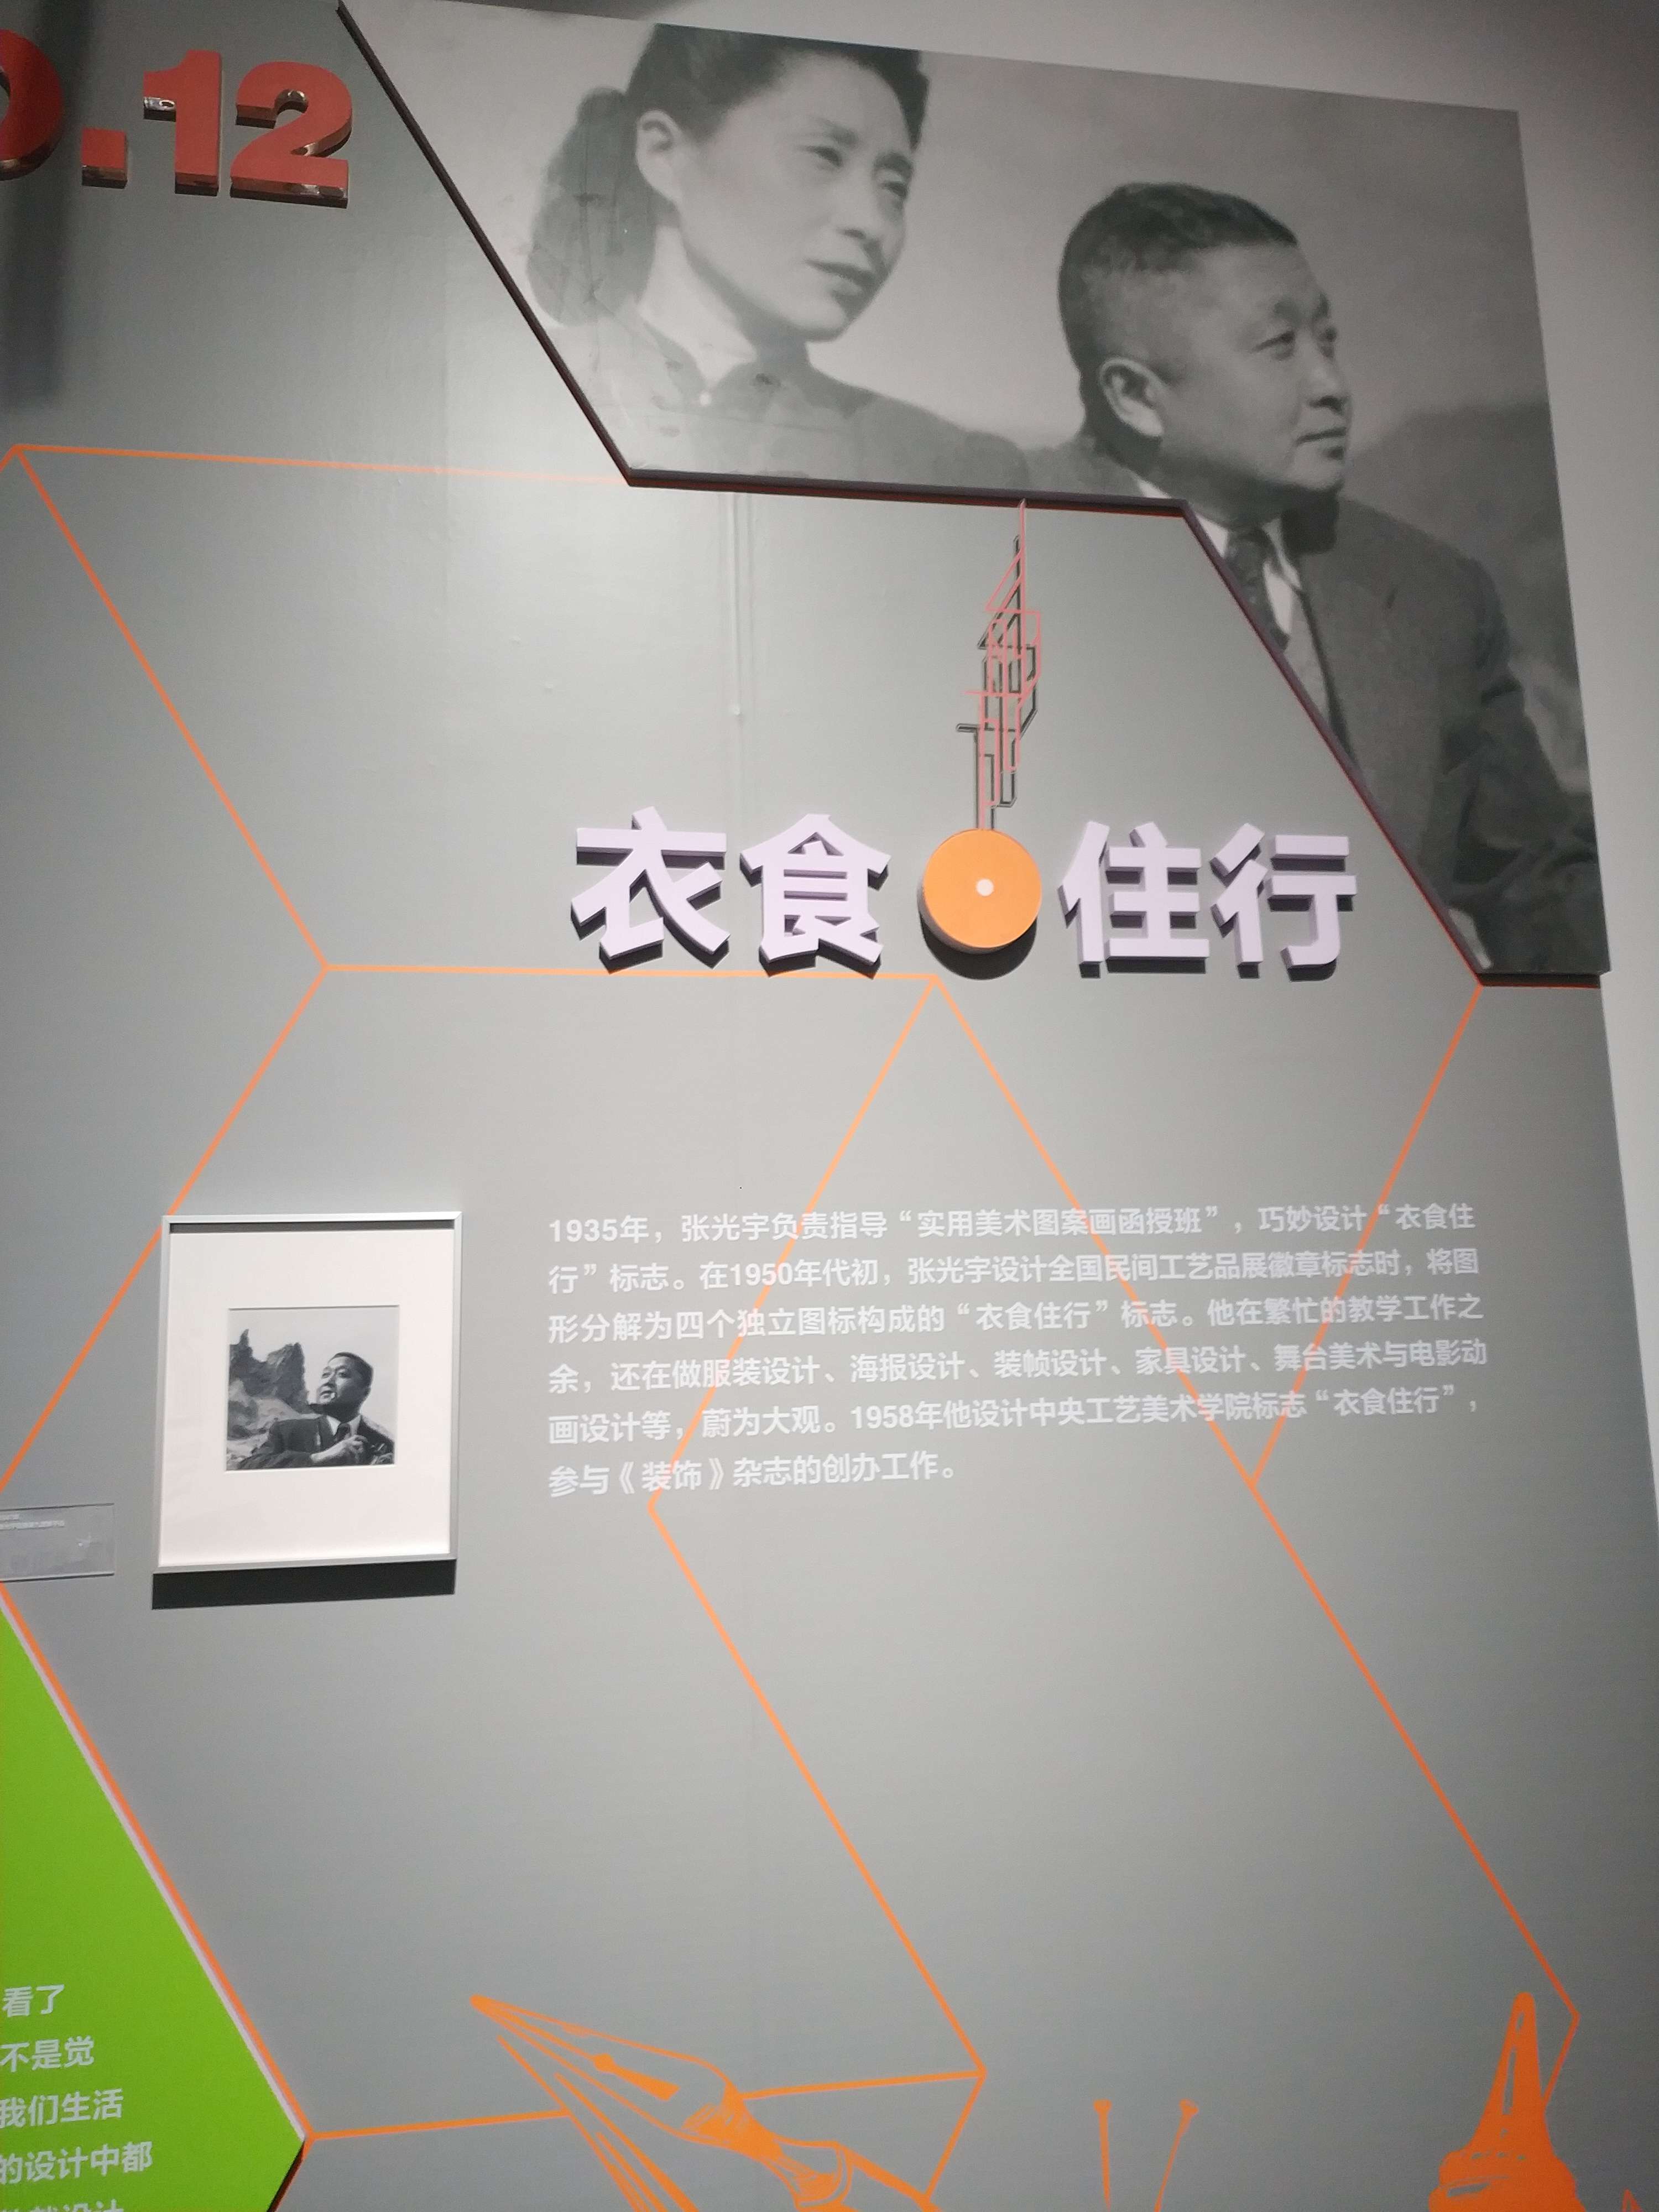 .12
衣食住行
1935年，张光宇负责指导“实用美术图案画函授班”，巧妙设计“衣食住
行”标志。在1950年代初，张光宇设计全国民间工艺品展徽章标志时，将图
形分解为四个独立图标构成的“衣食住行”标志。他在繁忙的教学工作之
余，还在做服装设计、海报设计、装帧设计、家具设计、舞台美术与电影动
画设计等，蔚为大观。1958年他设计中央工艺美术学院标志“衣食住行”，
参与《装饰》杂志的创办工作。
看了
不是觉
我们生活
的设计中都